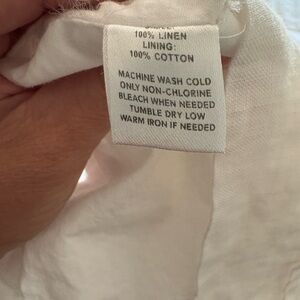 100% LINEN
LINING:
100% COTTON
MACHINE WASH COLD
ONLY NON-CHLORINE
BLEACH WHEN NEEDED
TUMBLE DRY LOW
WARM IRON IF NEEDED